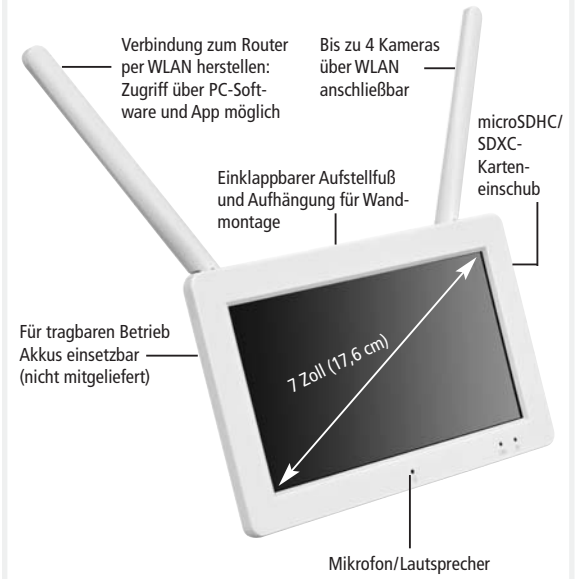 Verbindung zum Router
per WLAN herstellen:
Zugriff über PC-Soft-
ware und App möglich
Bis zu 4 Kameras
über WLAN
anschließbar
microSDHC/
SDXC-
Karten-
einschub
Einklappbarer Aufstellfuß
und Aufhängung für Wand-
montage
Für tragbaren Betrieb
Akkus einsetzbar
(nicht mitgeliefert)
7 Zoll (17,6 cm)
Mikrofon/Lautsprecher